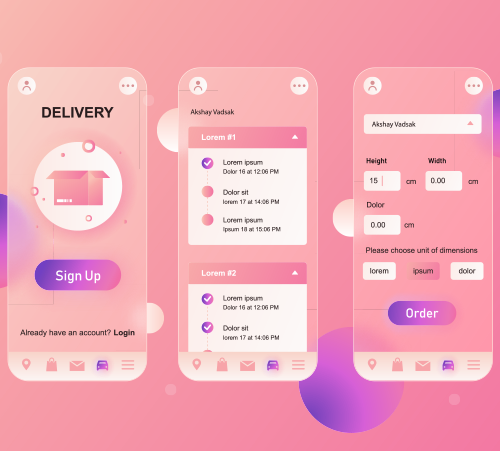 DELIVERY
Sign Up
Already have an account? Login
Akshay Vadsak
Lorem #1
Lorem ipsum
Dolor 16 at 12:06 PM
Dolor sit
lorem 17 at 14:06 PM
Lorem ipsum
Ipsum 18 at 15:06 PM
Lorem #2
Lorem ipsum
Dolor 16 at 12:06 PM
Dolor sit
lorem 17 at 14:06 PM
Akshay Vadsak
Height Width
15 cm 0.00 cm
Dolor
0.00 cm
Please choose unit of dimensions
lorem ipsum dolor
Order